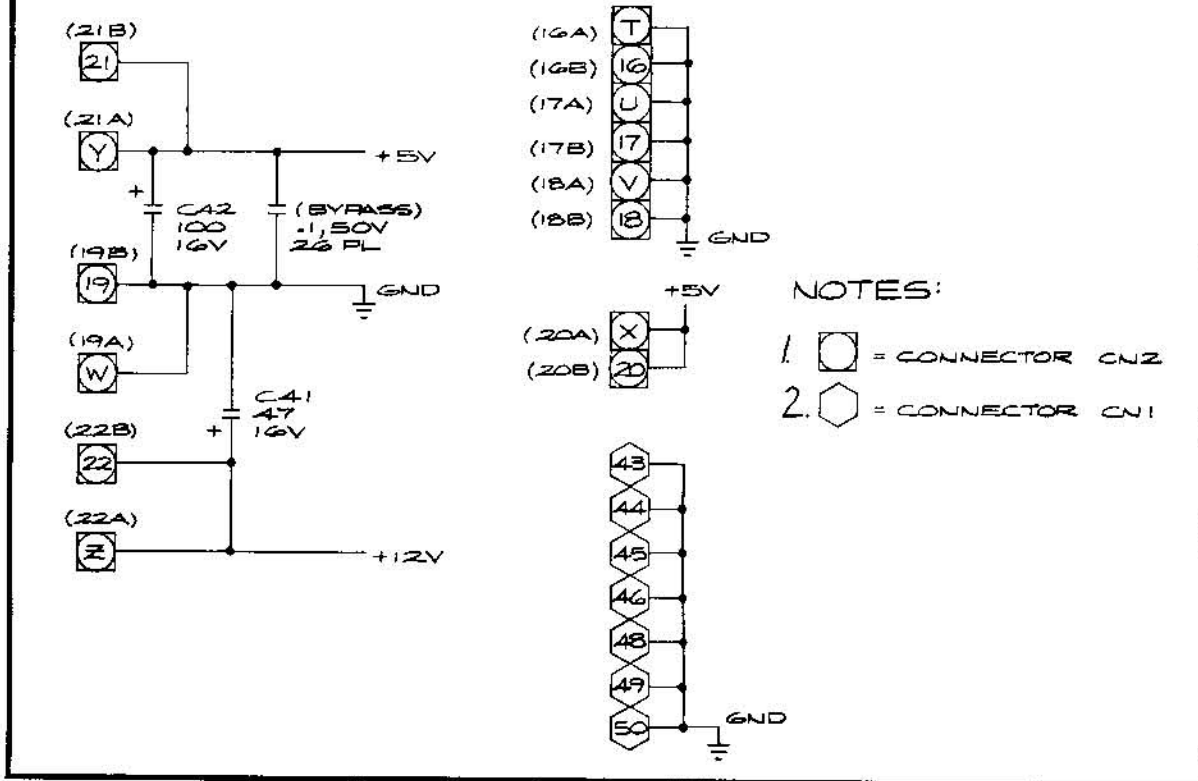 (21B)
21
(21A)
Y
+5V
+
C42
100
16V
(BYPASS)
.1, 50V
26 PL
(19B)
19
GND
(19A)
W
C41
47
16V
+
(22B)
22
(22A)
Z
+12V
(16A) T
(16B) 16
(17A) U
(17B) 17
(18A) V
(18B) 18
GND
+5V
(20A) X
(20B) 20
43
44
45
46
48
49
50
GND
NOTES:
1. = CONNECTOR CN2
2. = CONNECTOR CN1